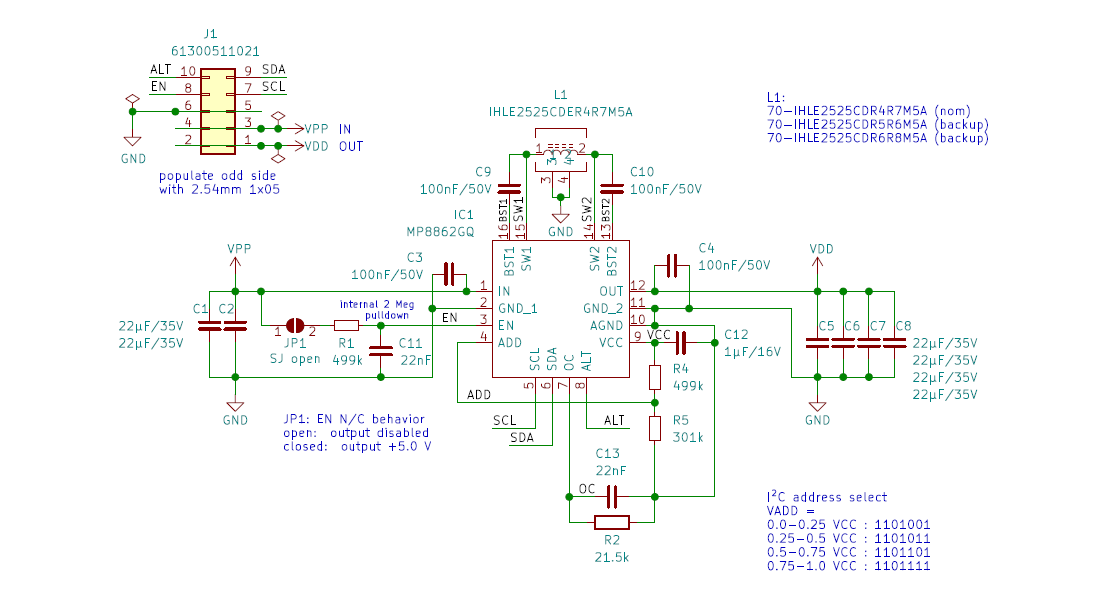 J1
61300511021
ALT 10 9 SDA
EN 8 7 SCL
6 5
4 3 VPP IN
2 1 VDD OUT
GND
populate odd side
with 2.54mm 1x05
L1
IHLE2525CDER4R7M5A
1 2
3 4
3 4
GND
L1:
70-IHLE2525CDR4R7M5A (nom)
70-IHLE2525CDR5R6M5A (backup)
70-IHLE2525CDR6R8M5A (backup)
C9
100nF/50V
C10
100nF/50V
16 BST1
15 SW1
14 SW2
13 BST2
IC1
MP8862GQ
BST1 SW1 SW2 BST2
1 IN
2 GND_1
3 EN
4 ADD
OUT 12
GND_2 11
AGND 10
VCC 9
SCL SDA OC ALT
5 6 7 8
VPP
C3
100nF/50V
C1 C2
22µF/35V
22µF/35V
internal 2 Meg
pulldown
EN
1 2
JP1
SJ open
R1
499k
C11
22nF
GND
JP1: EN N/C behavior
open: output disabled
closed: output +5.0 V
ADD
SCL
SDA
ALT
C4
100nF/50V
VCC
C12
1µF/16V
R4
499k
R5
301k
C13
22nF
OC
R2
21.5k
VDD
C5 C6 C7 C8
22µF/35V
22µF/35V
22µF/35V
22µF/35V
GND
I²C address select
VADD =
0.0-0.25 VCC : 1101001
0.25-0.5 VCC : 1101011
0.5-0.75 VCC : 1101101
0.75-1.0 VCC : 1101111